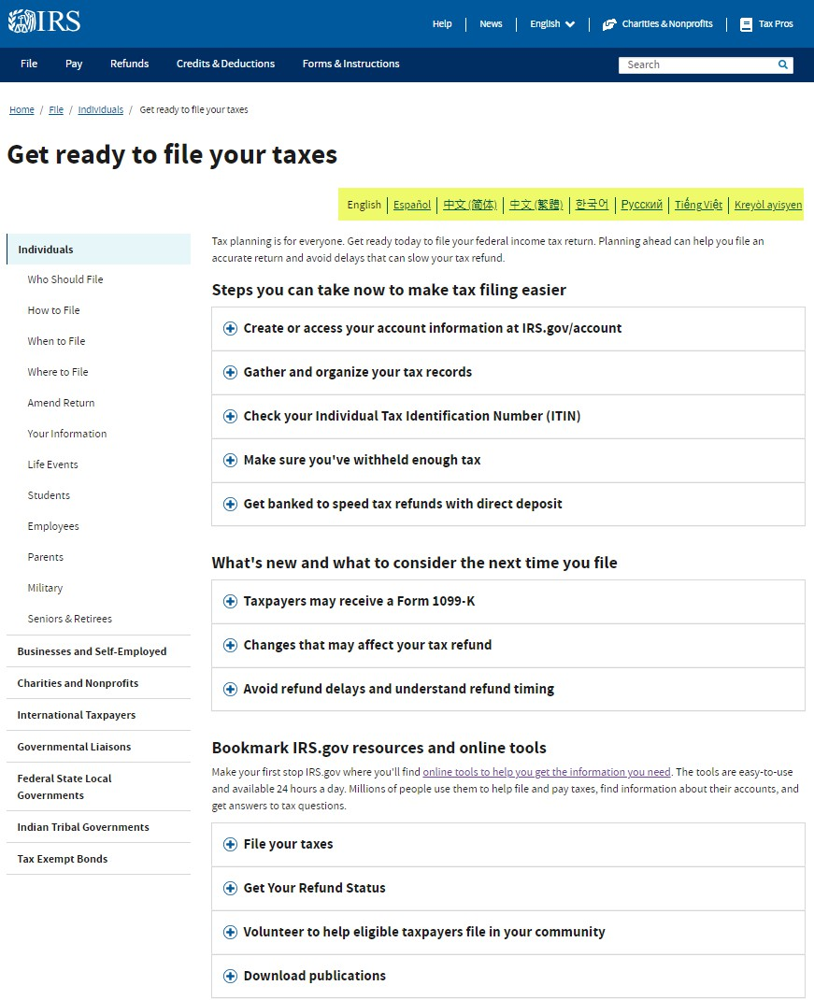 IRS
Help
News
English
Charities & Nonprofits
Tax Pros
File
Pay
Refunds
Credits & Deductions
Forms & Instructions
Search
Home / File / Individuals / Get ready to file your taxes
Get ready to file your taxes
English | Español | 中文 (简体) | 中文 (繁體) | 한국어 | Русский | Tiếng Việt | Kreyòl ayisyen
Individuals
Who Should File
How to File
When to File
Where to File
Amend Return
Your Information
Life Events
Students
Employees
Parents
Military
Seniors & Retirees
Businesses and Self-Employed
Charities and Nonprofits
International Taxpayers
Governmental Liaisons
Federal State Local
Governments
Indian Tribal Governments
Tax Exempt Bonds
Tax planning is for everyone. Get ready today to file your federal income tax return. Planning ahead can help you file an
accurate return and avoid delays that can slow your tax refund.
Steps you can take now to make tax filing easier
Create or access your account information at IRS.gov/account
Gather and organize your tax records
Check your Individual Tax Identification Number (ITIN)
Make sure you've withheld enough tax
Get banked to speed tax refunds with direct deposit
What's new and what to consider the next time you file
Taxpayers may receive a Form 1099-K
Changes that may affect your tax refund
Avoid refund delays and understand refund timing
Bookmark IRS.gov resources and online tools
Make your first stop IRS.gov where you'll find online tools to help you get the information you need. The tools are easy-to-use
and available 24 hours a day. Millions of people use them to help file and pay taxes, find information about their accounts, and
get answers to tax questions.
File your taxes
Get Your Refund Status
Volunteer to help eligible taxpayers file in your community
Download publications